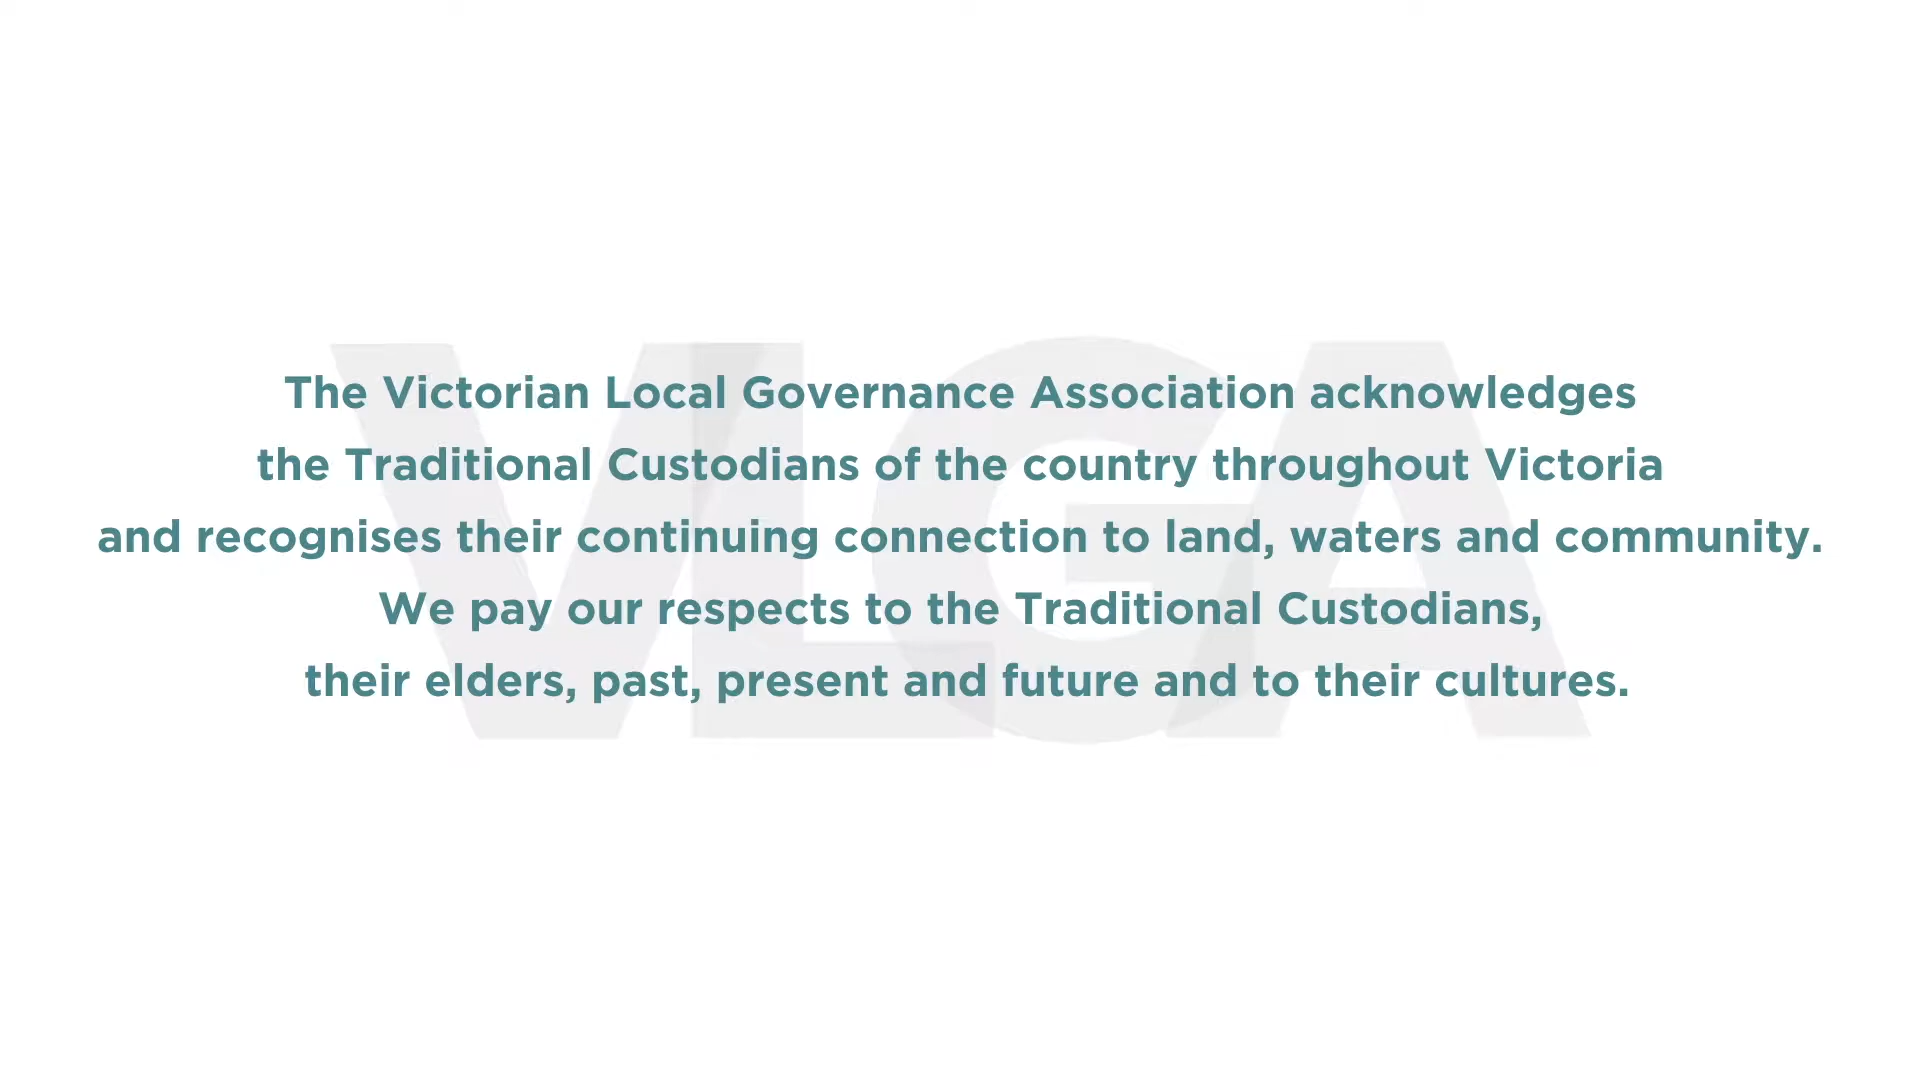 The Victorian Local Governance Association acknowledges
the Traditional Custodians of the country throughout Victoria
and recognises their continuing connection to land, waters and community.
We pay our respects to the Traditional Custodians,
their elders, past, present and future and to their cultures.
VLGA